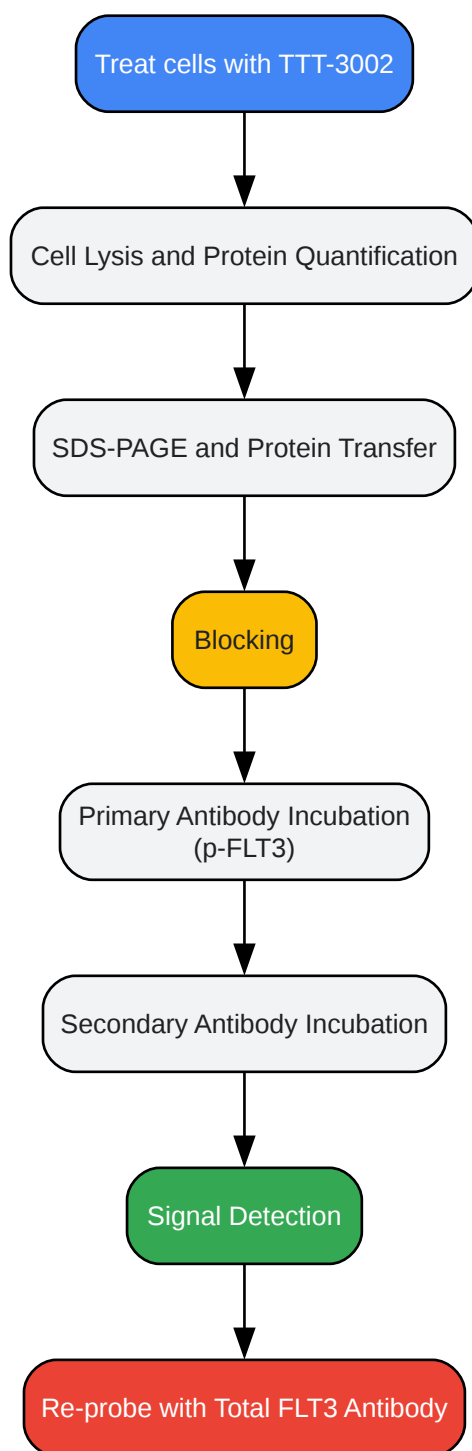 Treat cells with TTT-3002
Cell Lysis and Protein Quantification
SDS-PAGE and Protein Transfer
Blocking
Primary Antibody Incubation
(p-FLT3)
Secondary Antibody Incubation
Signal Detection
Re-probe with Total FLT3 Antibody